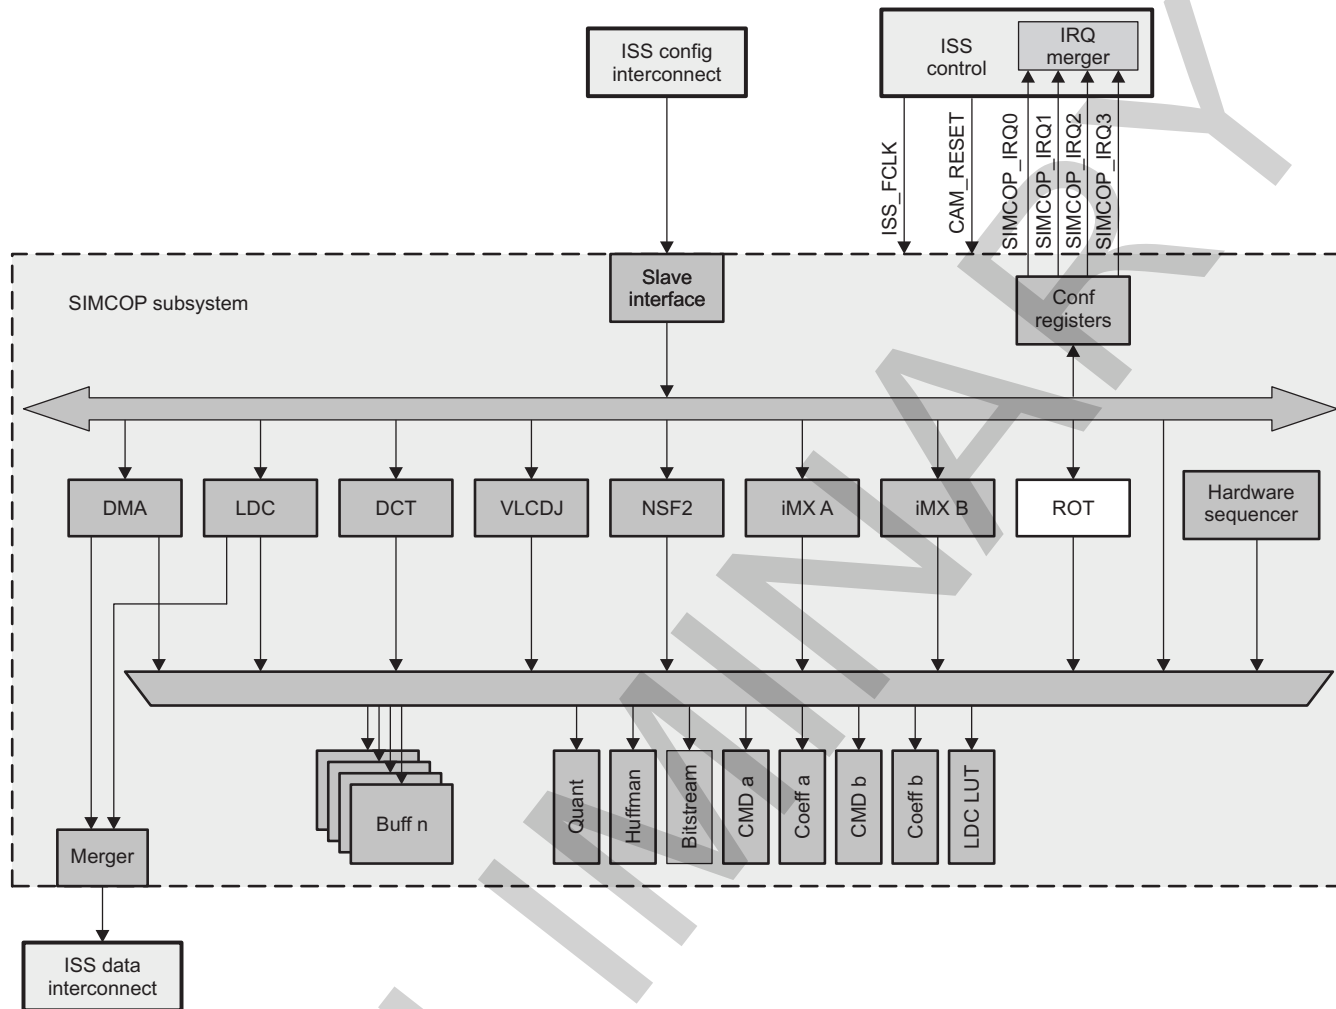 ISS config
interconnect
ISS
control
IRQ
merger
ISS_FCLK
CAM_RESET
SIMCOP_IRQ0
SIMCOP_IRQ1
SIMCOP_IRQ2
SIMCOP_IRQ3
SIMCOP subsystem
Slave
interface
Conf
registers
DMA
LDC
DCT
VLCDJ
NSF2
iMX A
iMX B
ROT
Hardware
sequencer
Buff n
Quant
Huffman
Bitstream
CMD a
Coeff a
CMD b
Coeff b
LDC LUT
Merger
ISS data
interconnect
IMINARY